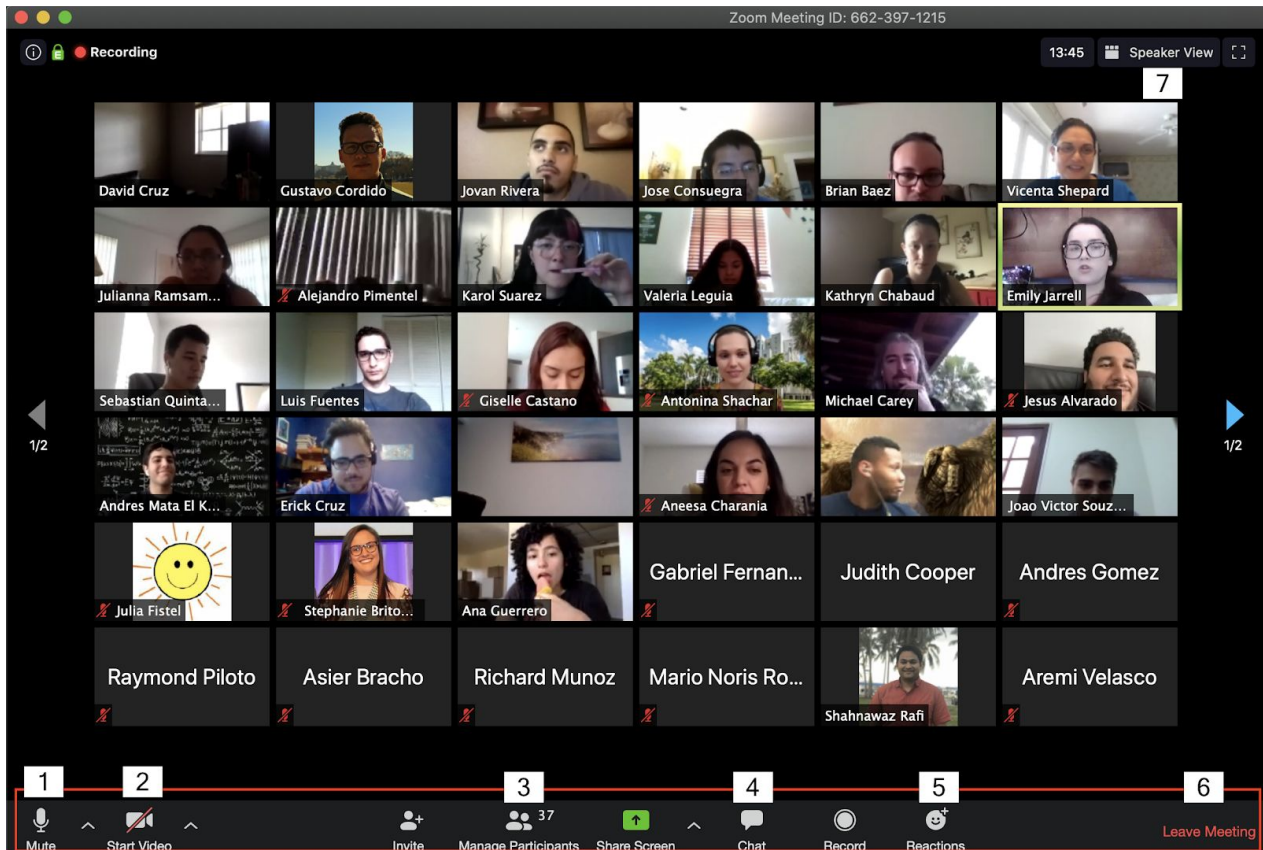 Zoom Meeting ID: 662-397-1215
Recording
13:45 Speaker View
7
David Cruz
Gustavo Cordido
Jovan Rivera
Jose Consuegra
Brian Baez
Vicenta Shepard
Julianna Ramsam...
Alejandro Pimentel
Karol Suarez
Valeria Leguia
Kathryn Chabaud
Emily Jarrell
Sebastian Quinta...
Luis Fuentes
Giselle Castano
Antonina Shachar
Michael Carey
Jesus Alvarado
1/2
1/2
Andres Mata El K...
Erick Cruz
Aneesa Charania
Joao Victor Souz...
Julia Fistel
Stephanie Brito...
Ana Guerrero
Gabriel Fernan...
Judith Cooper
Andres Gomez
Raymond Piloto
Asier Bracho
Richard Munoz
Mario Noris Ro...
Shahnawaz Rafi
Aremi Velasco
1
2
3
4
5
6
37
Mute
Start Video
Invite
Manage Participants
Share Screen
Chat
Record
Reactions
Leave Meeting